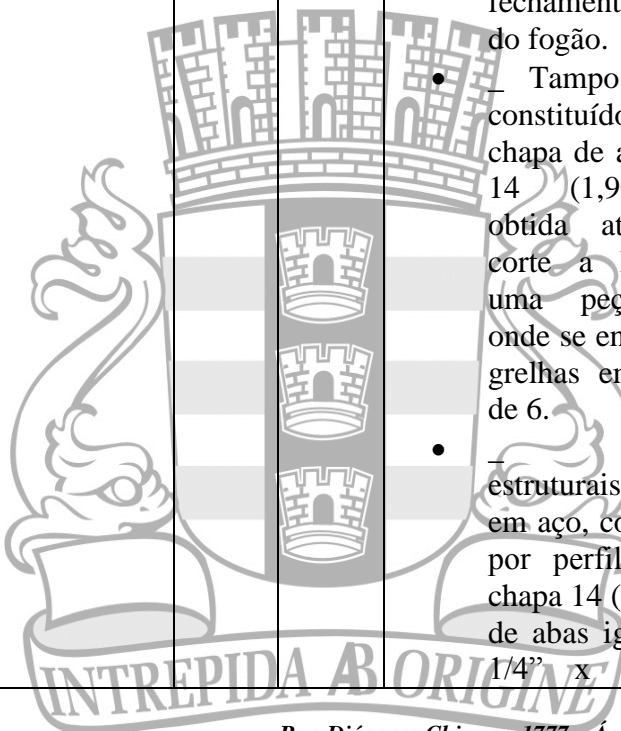 fechament
do fogão.
• _ Tampo
constituído
chapa de a
14 (1,9
obtida at
corte a l
uma peç
onde se en
grelhas en
de 6.
• _
estruturais
em aço, co
por perfil
chapa 14 (
de abas ig
1/4” x
INTREPIDA AB ORIGINE